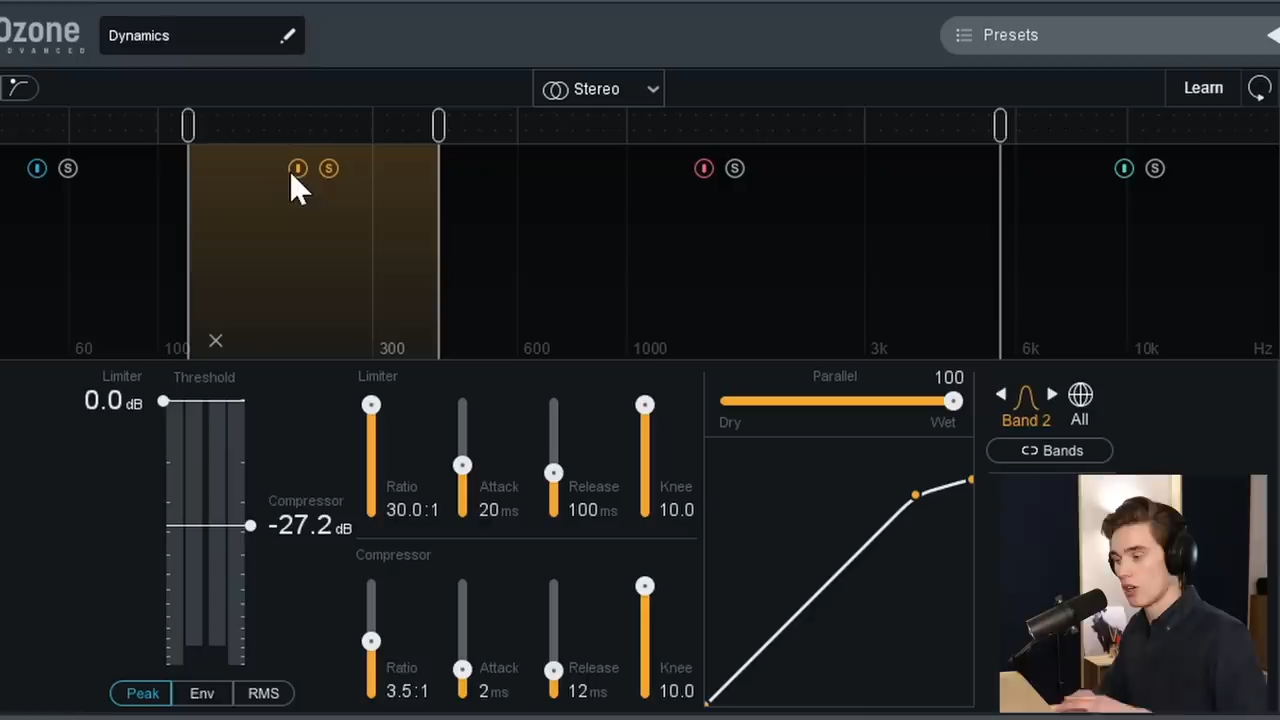 Ozone
ADVANCED
Dynamics
Presets
Stereo
Learn
S
S
S
S
60
100
300
600
1000
3k
6k
10k
Hz
Limiter
Threshold
0.0 dB
Compressor
-27.2 dB
Peak
Env
RMS
Limiter
Ratio
30.0:1
Attack
20 ms
Release
100 ms
Knee
10.0
Compressor
Ratio
3.5:1
Attack
2 ms
Release
12 ms
Knee
10.0
Parallel
100
Dry
Wet
Band 2
All
Bands